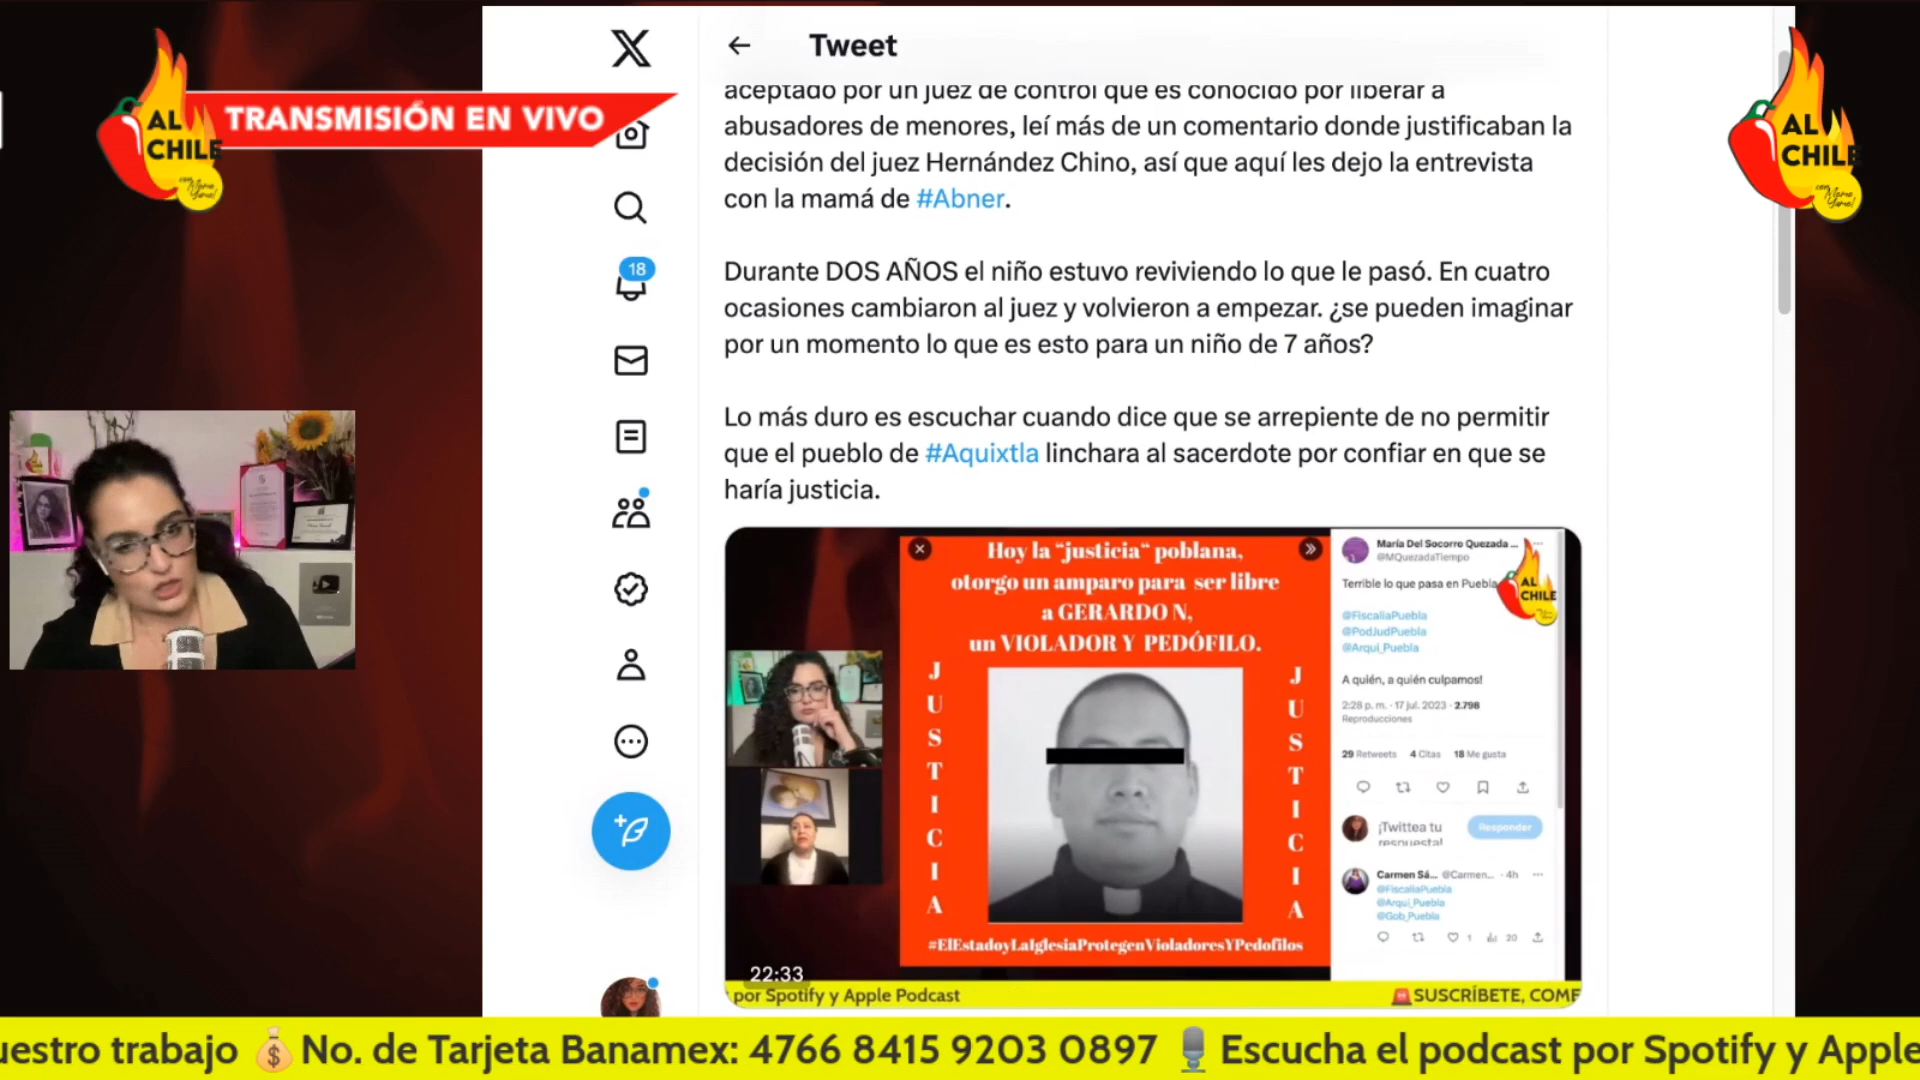 AL
CHILE
TRANSMISIÓN EN VIVO
Tweet
aceptado por un juez de control que es conocido por liberar a
abusadores de menores, leí más de un comentario donde justificaban la
decisión del juez Hernández Chino, así que aquí les dejo la entrevista
con la mamá de #Abner.
Durante DOS AÑOS el niño estuvo reviviendo lo que le pasó. En cuatro
ocasiones cambiaron al juez y volvieron a empezar. ¿se pueden imaginar
por un momento lo que es esto para un niño de 7 años?
Lo más duro es escuchar cuando dice que se arrepiente de no permitir
que el pueblo de #Aquixtla linchara al sacerdote por confiar en que se
haría justicia.
18
AL
CHILE
Hoy la “justicia“ poblana,
otorgo un amparo para ser libre
a GERARDO N,
un VIOLADOR Y PEDÓFILO.
JUSTICIA
JUSTICIA
#ElEstadoyLaIglesiaProtegenVioladoresYPedofilos
22:33
María Del Socorro Quezada ...
@MQuezadaTiempo
Terrible lo que pasa en Puebla
AL
CHILE
@FiscaliaPuebla
@PodJudPuebla
@Arqui_Puebla
A quién, a quién culpamos!
2:28 p. m. · 17 jul. 2023 · 2.798
Reproducciones
29 Retweets 4 Citas 18 Me gusta
¡Twittea tu
respuesta!
Responder
Carmen Sá... @Carmen... · 4h
@FiscaliaPuebla
@Arqui_Puebla
@Gob_Puebla
1 20
por Spotify y Apple Podcast
SUSCRÍBETE, COME
uestro trabajo 💰 No. de Tarjeta Banamex: 4766 8415 9203 0897 🎙️ Escucha el podcast por Spotify y Apple